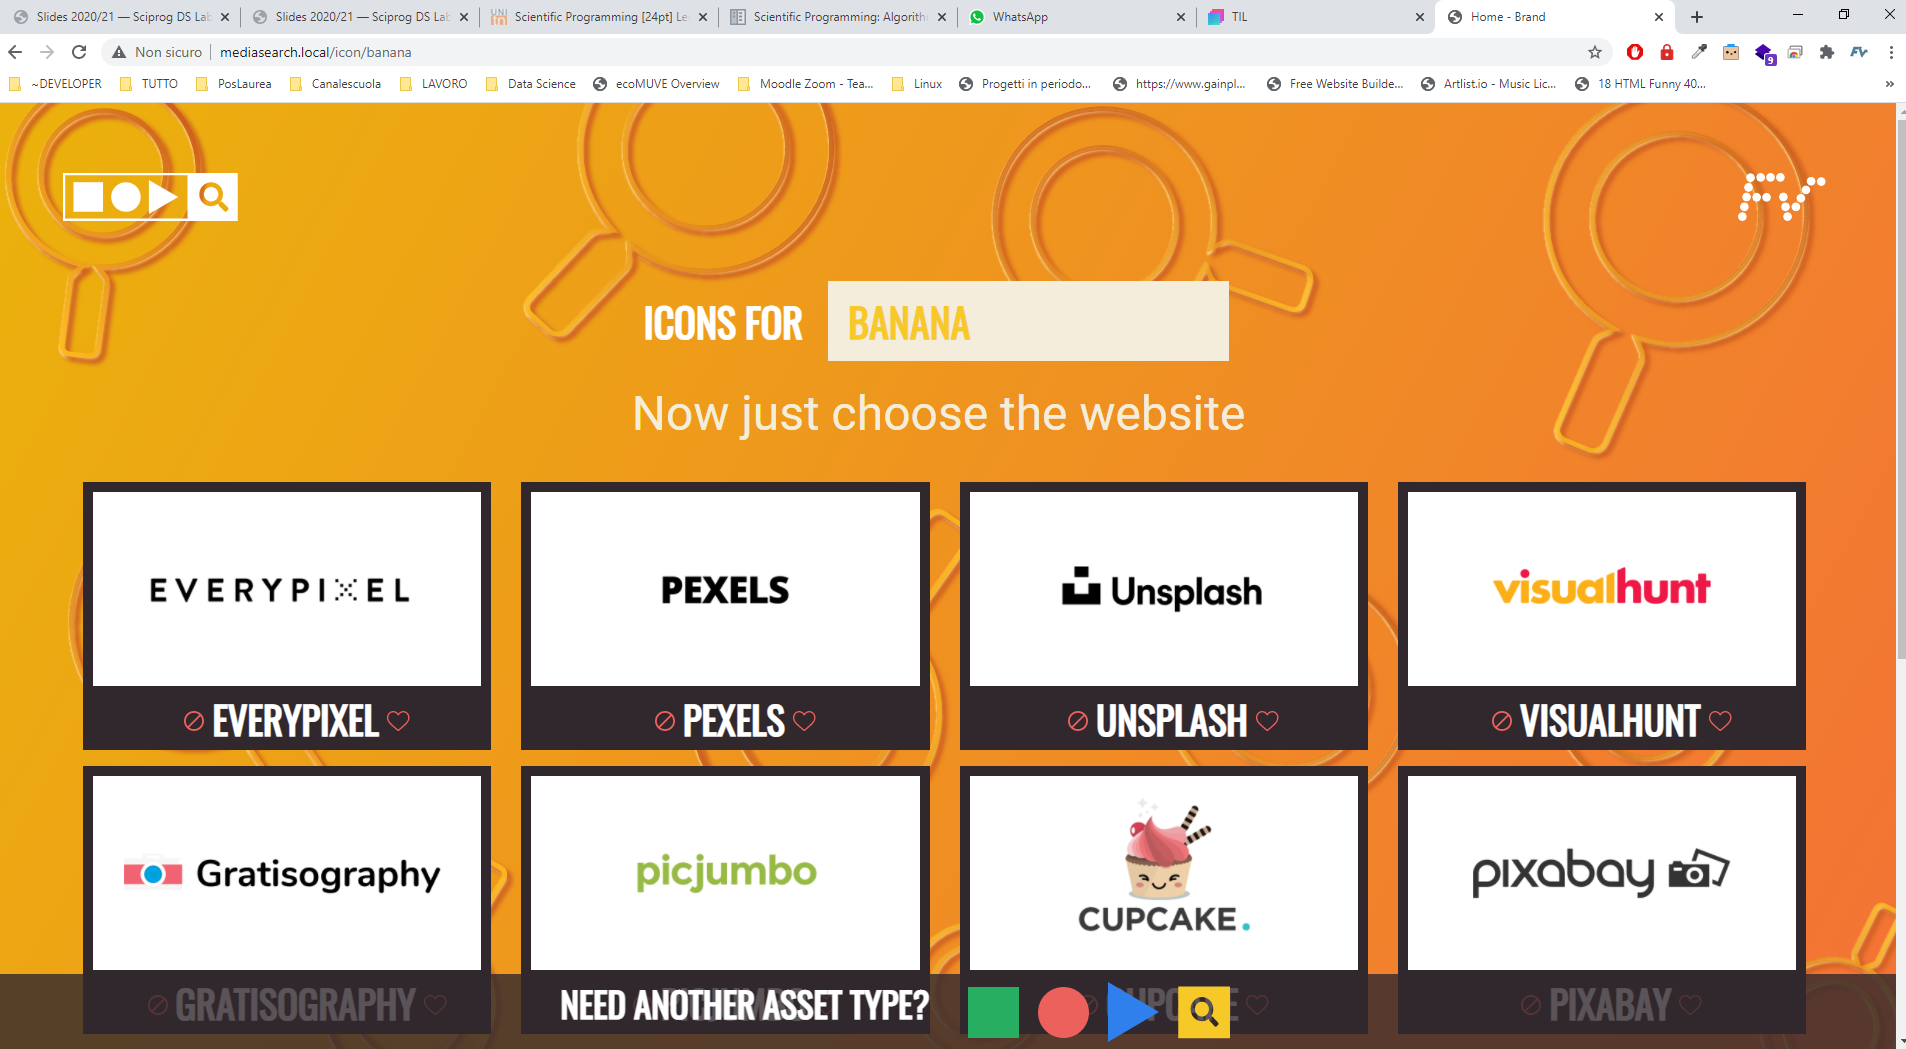 Slides 2020/21 — Sciprog DS Lab
Slides 2020/21 — Sciprog DS Lab
Scientific Programming [24pt] Le
Scientific Programming: Algorith
WhatsApp
TIL
Home - Brand
Non sicuro | mediasearch.local/icon/banana
9
~DEVELOPER
TUTTO
PosLaurea
Canalescuola
LAVORO
Data Science
ecoMUVE Overview
Moodle Zoom - Tea...
Linux
Progetti in periodo...
https://www.gainpl...
Free Website Builde...
Artlist.io - Music Lic...
18 HTML Funny 40...
»
ICONS FOR BANANA
Now just choose the website
EVERYPIXEL
PEXELS
Unsplash
visualhunt
EVERYPIXEL
PEXELS
UNSPLASH
VISUALHUNT
Gratisography
picjumbo
CUPCAKE.
pixabay
GRATISOGRAPHY
NEED ANOTHER ASSET TYPE?
PIXABAY